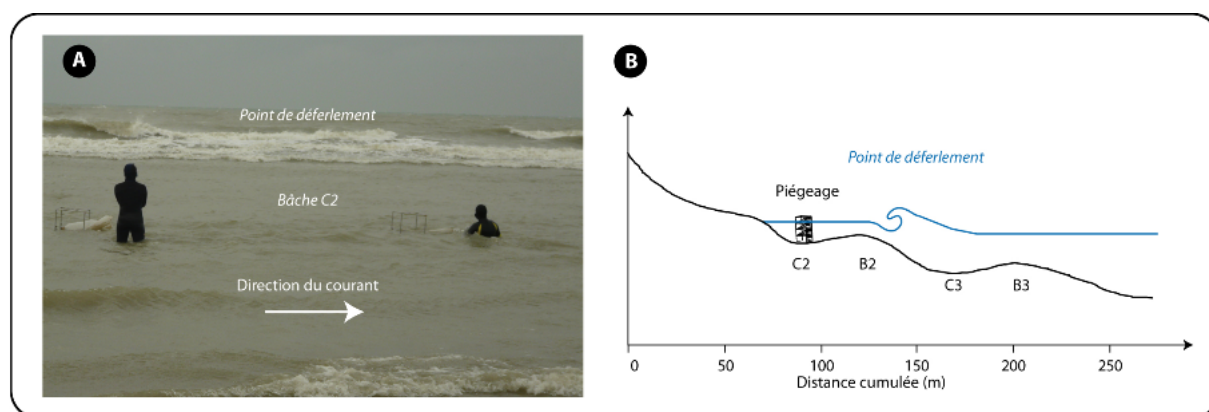 A
Point de déferlement
Bâche C2
Direction du courant
B
Point de déferlement
Piégeage
C2
B2
C3
B3
0
50
100
150
200
250
Distance cumulée (m)